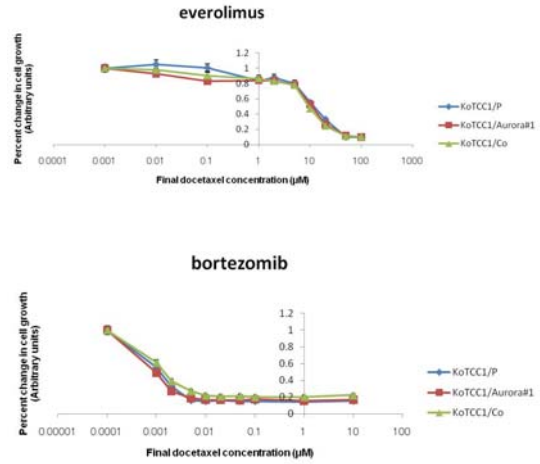 everolimus
Percent change in cell growth
(Arbitrary units)
1.2
1
0.8
0.6
0.4
0.2
0
0.0001 0.001 0.01 0.1 1 10 100 1000
Final docetaxel concentration (µM)
KoTCC1/P
KoTCC1/Aurora#1
KoTCC1/Co
bortezomib
Percent change in cell growth
(Arbitrary units)
1.2
1
0.8
0.6
0.4
0.2
0
0.00001 0.0001 0.001 0.01 0.1 1 10 100
Final docetaxel concentration (µM)
KoTCC1/P
KoTCC1/Aurora#1
KoTCC1/Co